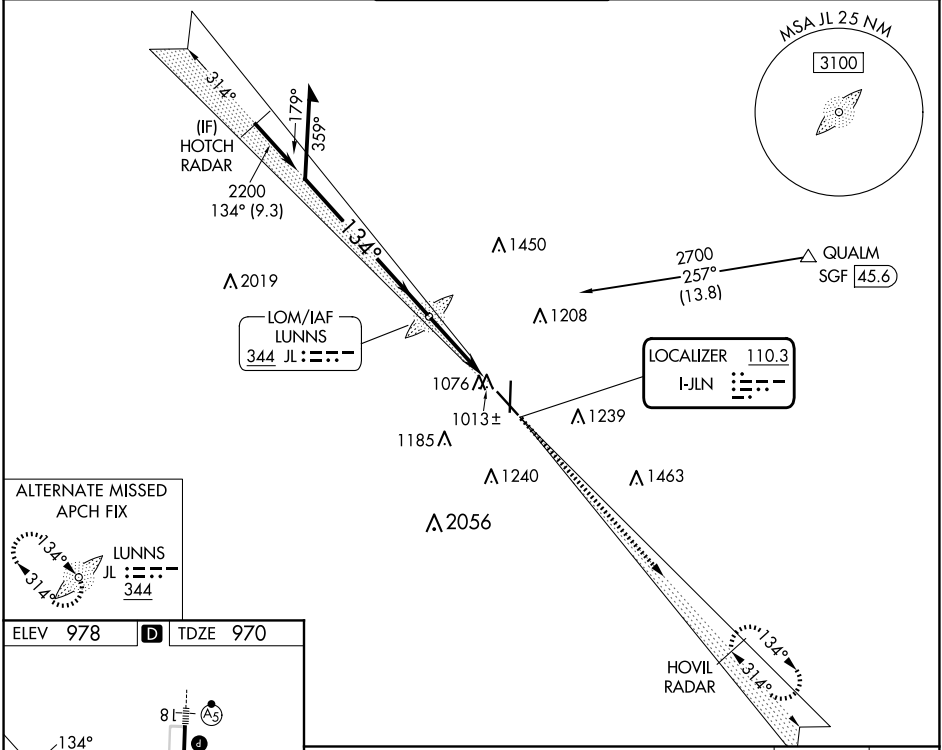 MSA JL 25 NM
3100
314°
179°
359°
(IF)
HOTCH
RADAR
2200
134° (9.3)
134°
1450
2700
257°
(13.8)
QUALM
SGF 45.6
2019
1208
LOM/IAF
LUNNS
344 JL
LOCALIZER 110.3
I-JLN
1076
1013±
1239
1185
1240
1463
2056
ALTERNATE MISSED
APCH FIX
134°
314°
LUNNS
JL
344
ELEV 978 D TDZE 970
HOVIL
RADAR
134°
314°
18
A5
P
134°